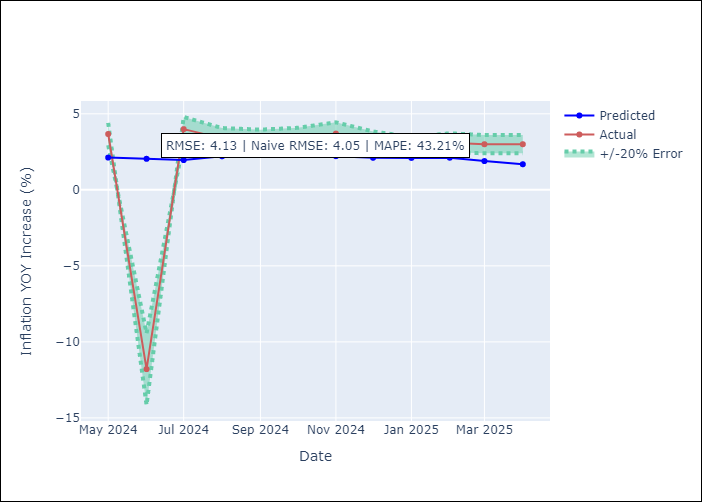 5
0
−5
−10
−15
Inflation YOY Increase (%)
RMSE: 4.13 | Naive RMSE: 4.05 | MAPE: 43.21%
May 2024 Jul 2024 Sep 2024 Nov 2024 Jan 2025 Mar 2025
Date
Predicted
Actual
+/-20% Error